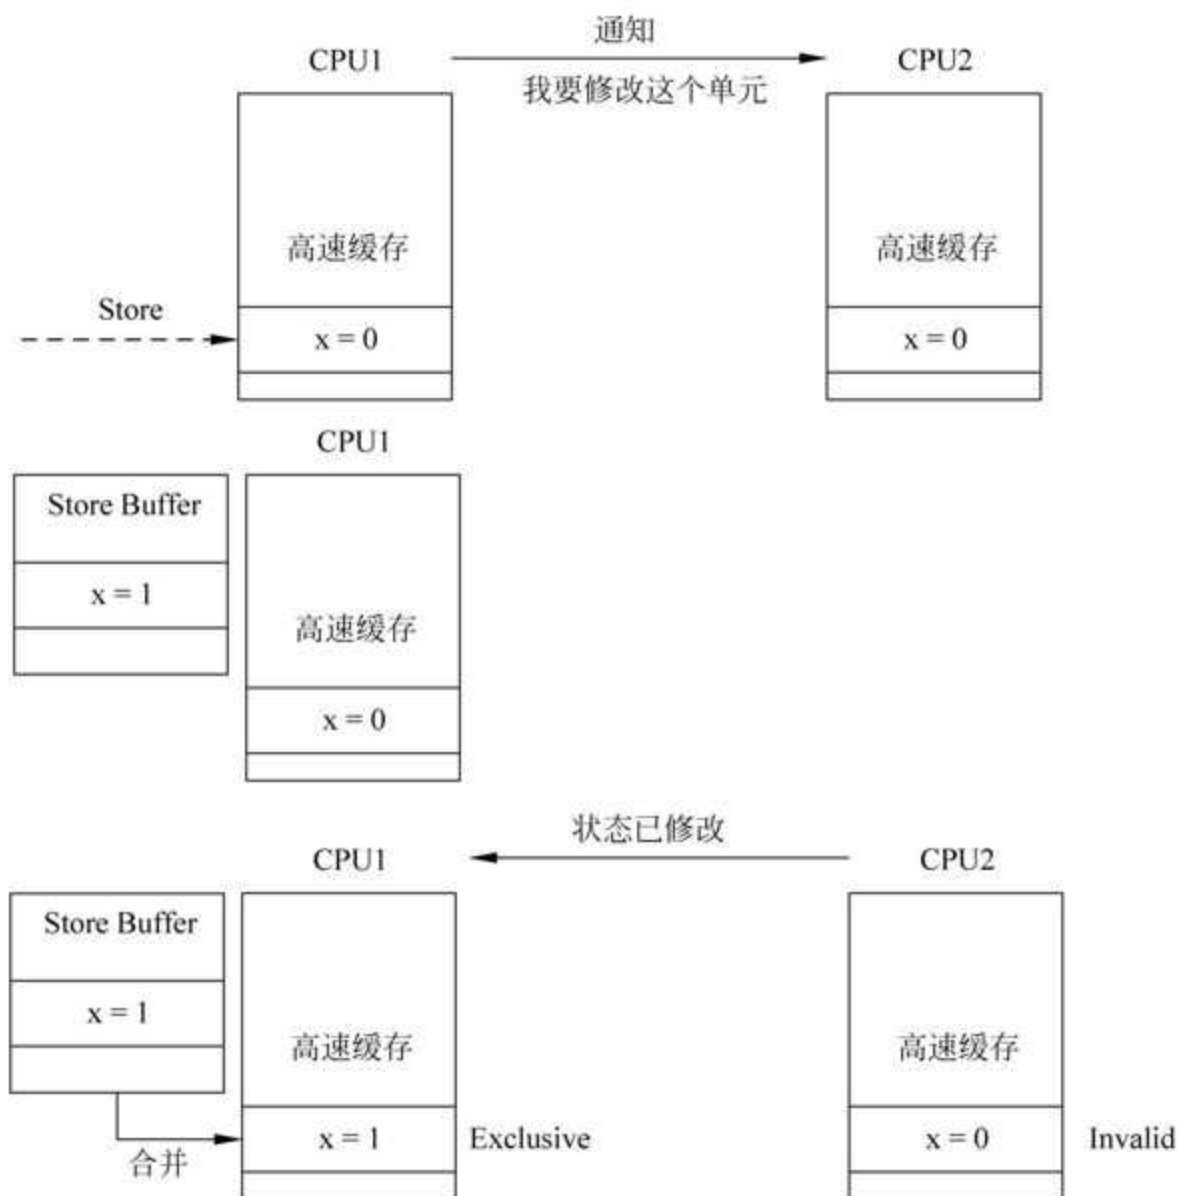 通知
CPU1
CPU2
我要修改这个单元
高速缓存
高速缓存
Store
x = 0
x = 0
CPU1
Store Buffer
x = 1
高速缓存
x = 0
状态已修改
CPU1
CPU2
Store Buffer
x = 1
高速缓存
高速缓存
x = 1
Exclusive
x = 0
Invalid
合并